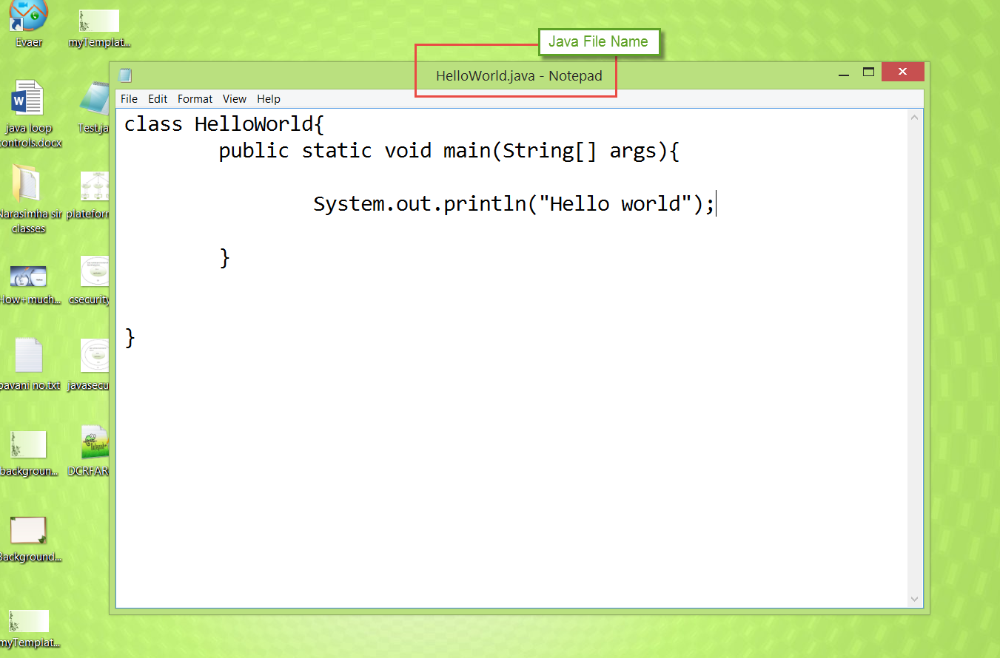 Evaer
myTemplat...
Java File Name
HelloWorld.java - Notepad
File Edit Format View Help
class HelloWorld{
public static void main(String[] args){
System.out.println("Hello world");
}
}
java loop
controls.docx
Test.ja
Narasimha sir
classes
plateforn
How+much...
csecurity
pavani no.txt
javasecu
backgroun...
DCRFAR
Background...
myTemplat...